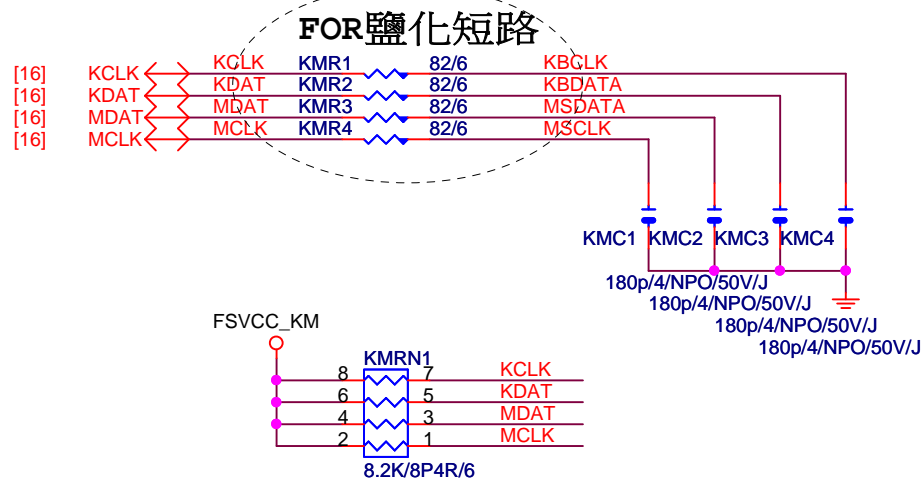 FOR鹽化短路
[16] KCLK KCLK KMR1 82/6 KBCLK
[16] KDAT KDAT KMR2 82/6 KBDATA
[16] MDAT MDAT KMR3 82/6 MSDATA
[16] MCLK MCLK KMR4 82/6 MSCLK
KMC1 KMC2 KMC3 KMC4
180p/4/NPO/50V/J
180p/4/NPO/50V/J
180p/4/NPO/50V/J
180p/4/NPO/50V/J
FSVCC_KM
KMRN1
8 7 KCLK
6 5 KDAT
4 3 MDAT
2 1 MCLK
8.2K/8P4R/6